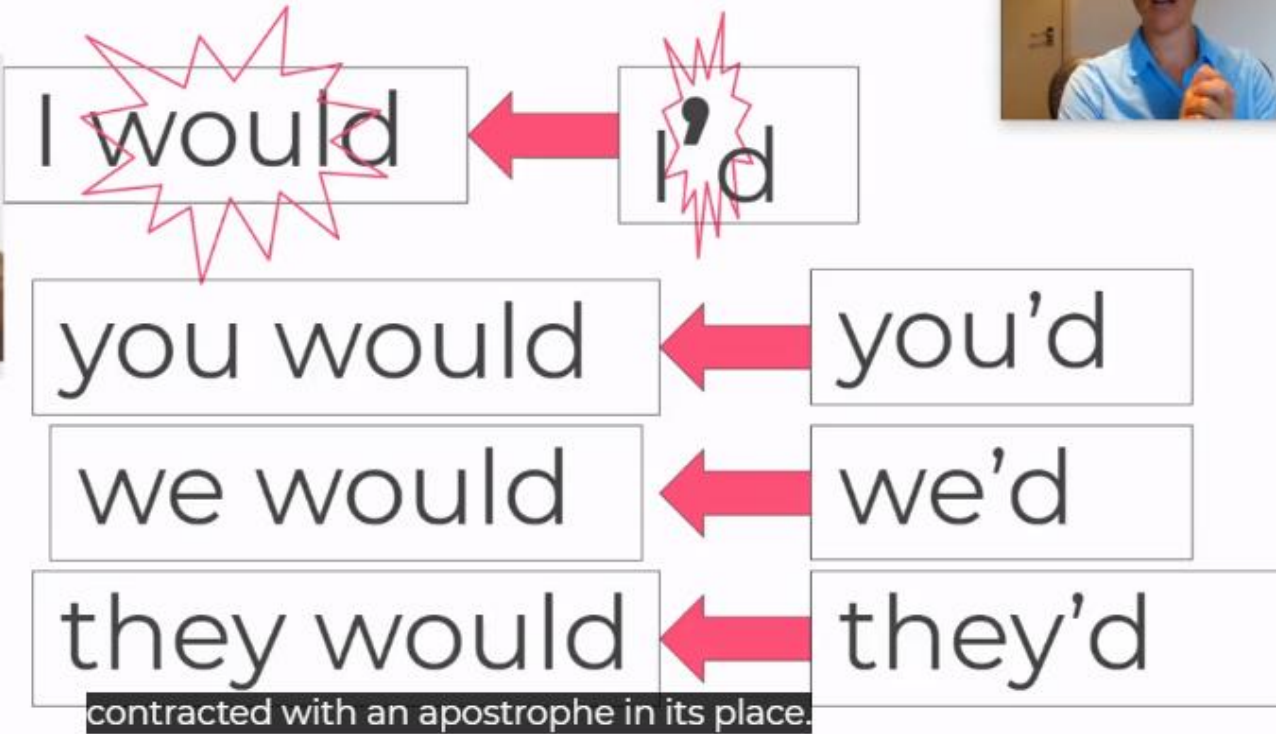 I would I’d
you would you’d
we would we’d
they would they’d
contracted with an apostrophe in its place.